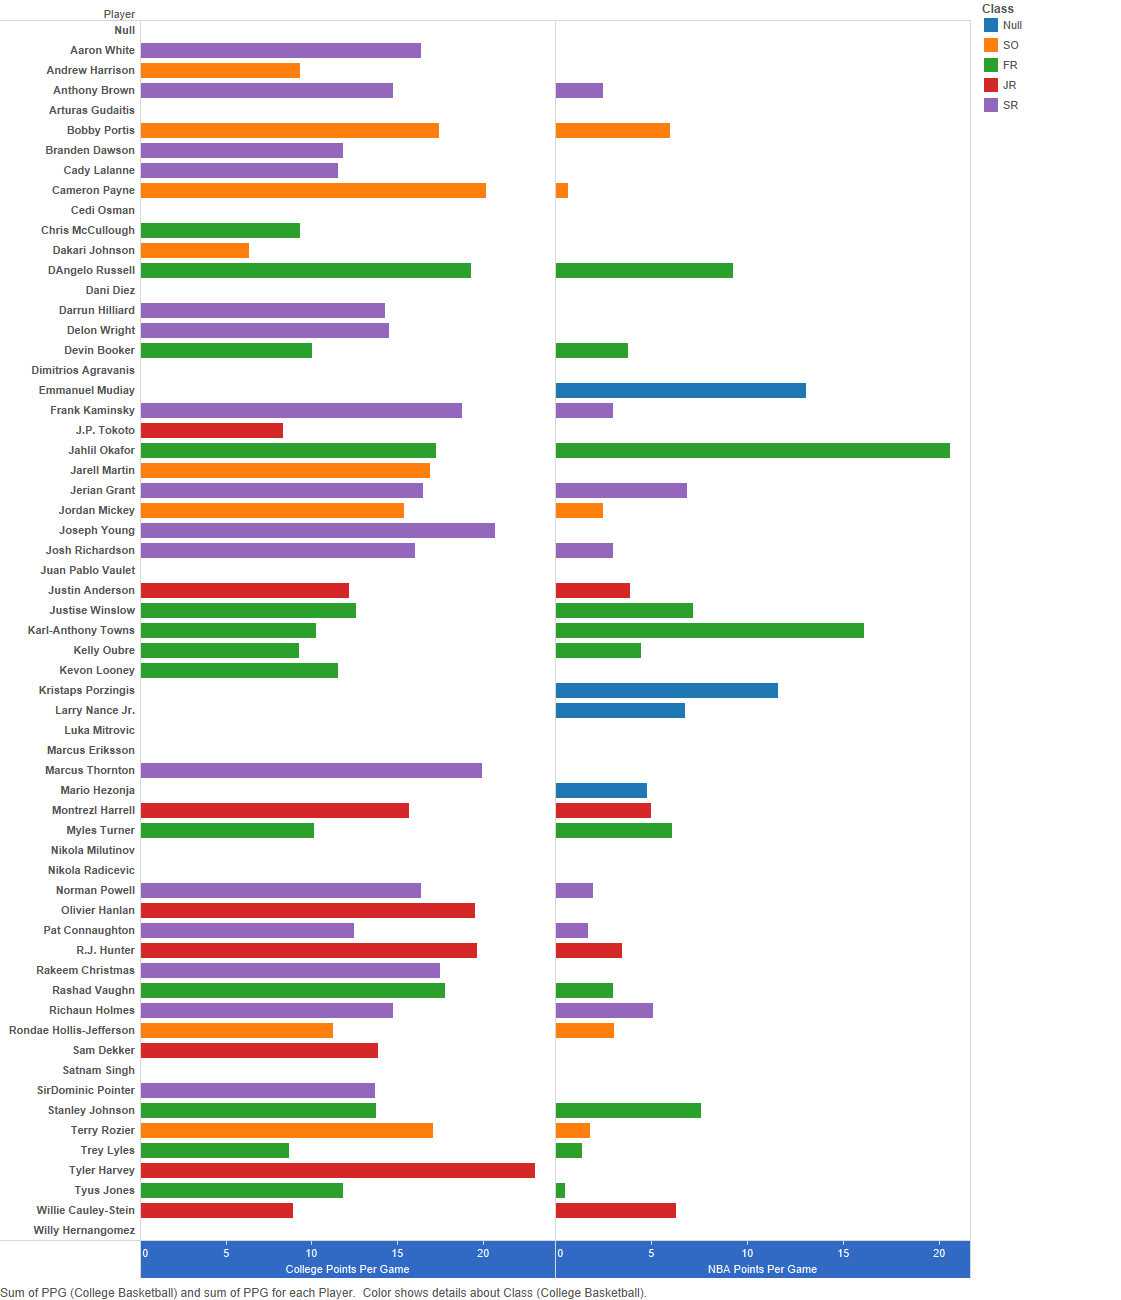 Player
Class
Null
SO
FR
JR
SR
Null
Aaron White
Andrew Harrison
Anthony Brown
Arturas Gudaitis
Bobby Portis
Branden Dawson
Cady Lalanne
Cameron Payne
Cedi Osman
Chris McCullough
Dakari Johnson
DAngelo Russell
Dani Diez
Darrun Hilliard
Delon Wright
Devin Booker
Dimitrios Agravanis
Emmanuel Mudiay
Frank Kaminsky
J.P. Tokoto
Jahlil Okafor
Jarell Martin
Jerian Grant
Jordan Mickey
Joseph Young
Josh Richardson
Juan Pablo Vaulet
Justin Anderson
Justise Winslow
Karl-Anthony Towns
Kelly Oubre
Kevon Looney
Kristaps Porzingis
Larry Nance Jr.
Luka Mitrovic
Marcus Eriksson
Marcus Thornton
Mario Hezonja
Montrezl Harrell
Myles Turner
Nikola Milutinov
Nikola Radicevic
Norman Powell
Olivier Hanlan
Pat Connaughton
R.J. Hunter
Rakeem Christmas
Rashad Vaughn
Richaun Holmes
Rondae Hollis-Jefferson
Sam Dekker
Satnam Singh
SirDominic Pointer
Stanley Johnson
Terry Rozier
Trey Lyles
Tyler Harvey
Tyus Jones
Willie Cauley-Stein
Willy Hernangomez
0 5 10 15 20 0 5 10 15 20
College Points Per Game NBA Points Per Game
Sum of PPG (College Basketball) and sum of PPG for each Player. Color shows details about Class (College Basketball).